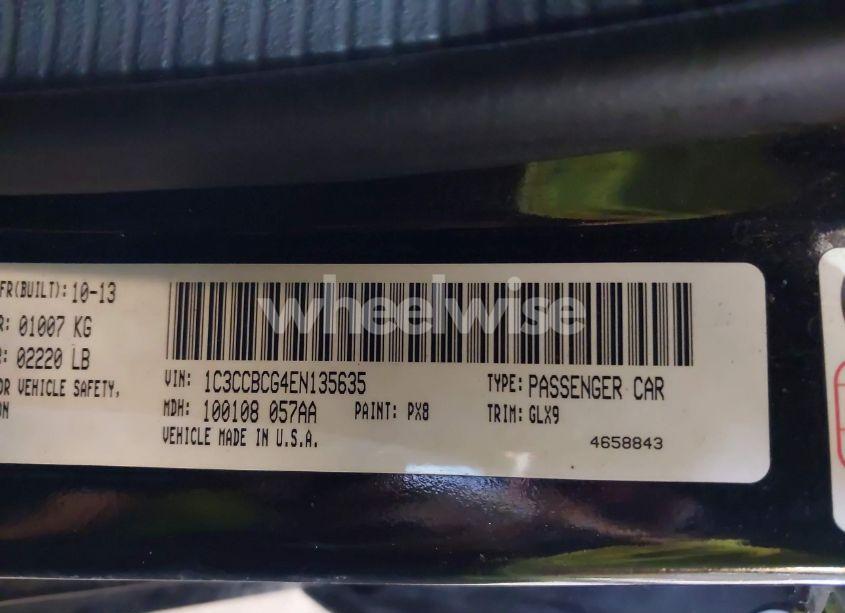 FR(BUILT): 10-13
R: 01007 KG
R: 02220 LB
OR VEHICLE SAFETY,
ON
wheelwise
VIN: 1C3CCBCG4EN135635
TYPE: PASSENGER CAR
MDH: 100108 057AA
PAINT: PX8
TRIM: GLX9
VEHICLE MADE IN U.S.A.
4658843